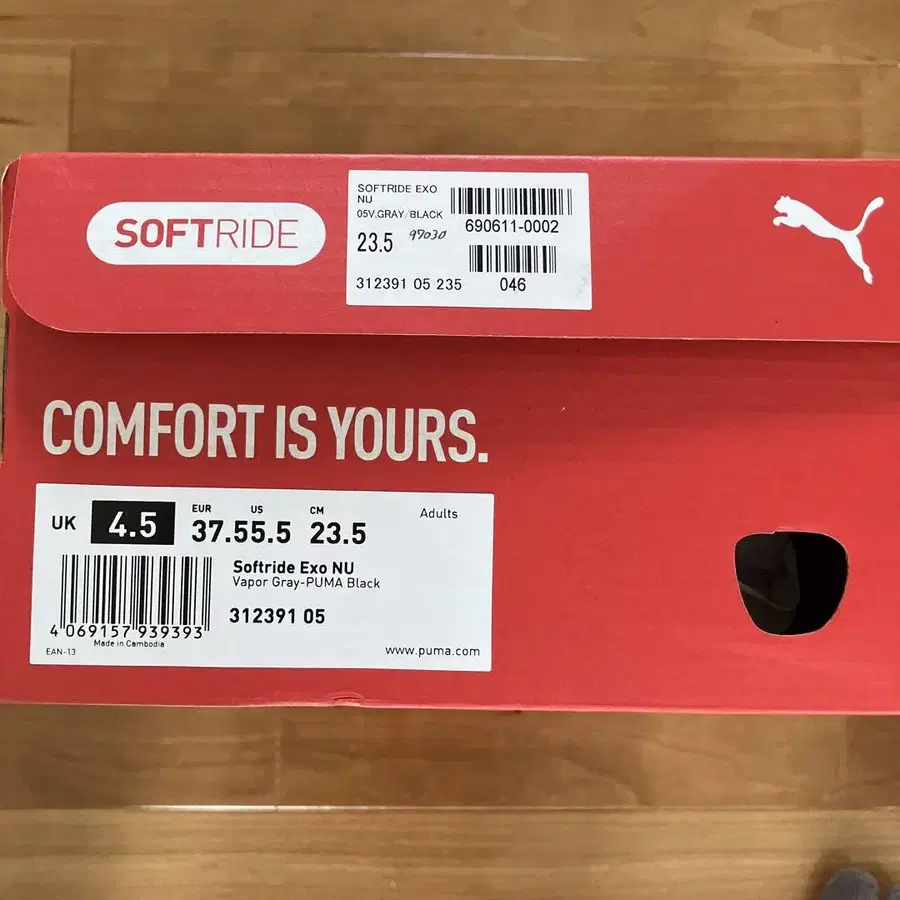 SOFTRIDE
SOFTRIDE EXO
NU
05V.GRAY/BLACK
690611-0002
23.5 97030
312391 05 235 046
COMFORT IS YOURS.
UK 4.5 EUR 37.5 US 5.5 CM 23.5 Adults
Softride Exo NU
Vapor Gray-PUMA Black
312391 05
4 069157 939393
Made in Cambodia
EAN-13
www.puma.com